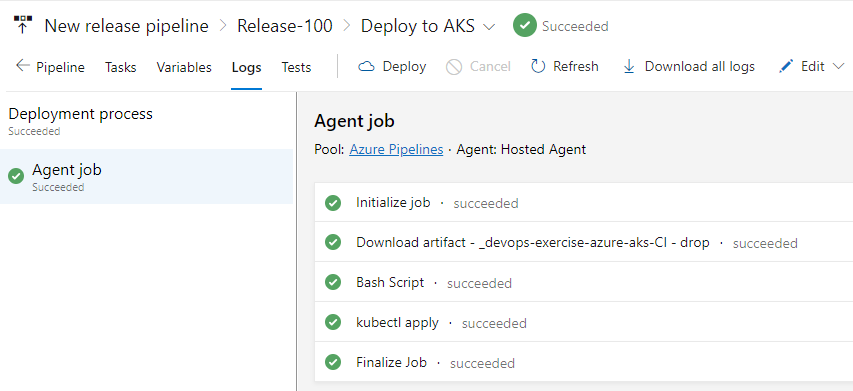 New release pipeline > Release-100 > Deploy to AKS Succeeded
Pipeline Tasks Variables Logs Tests Deploy Cancel Refresh Download all logs Edit
Deployment process
Succeeded
Agent job
Succeeded
Agent job
Pool: Azure Pipelines · Agent: Hosted Agent
Initialize job · succeeded
Download artifact - _devops-exercise-azure-aks-CI - drop · succeeded
Bash Script · succeeded
kubectl apply · succeeded
Finalize Job · succeeded